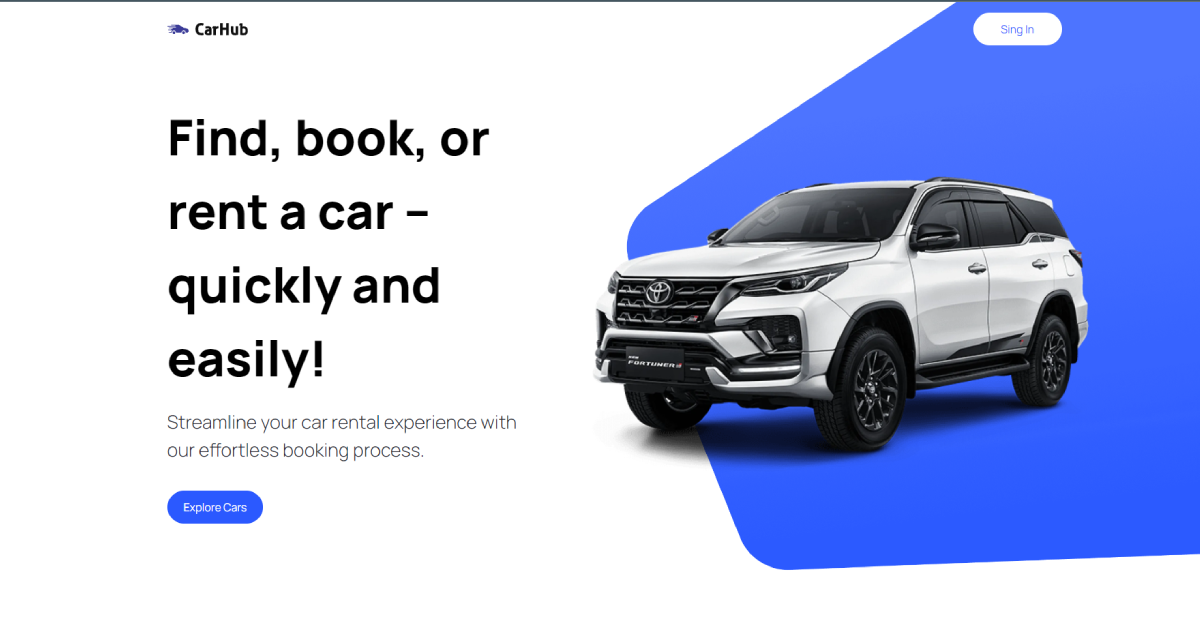 CarHub
Sing In
Find, book, or
rent a car –
quickly and
easily!
Streamline your car rental experience with
our effortless booking process.
Explore Cars
FORTUNER